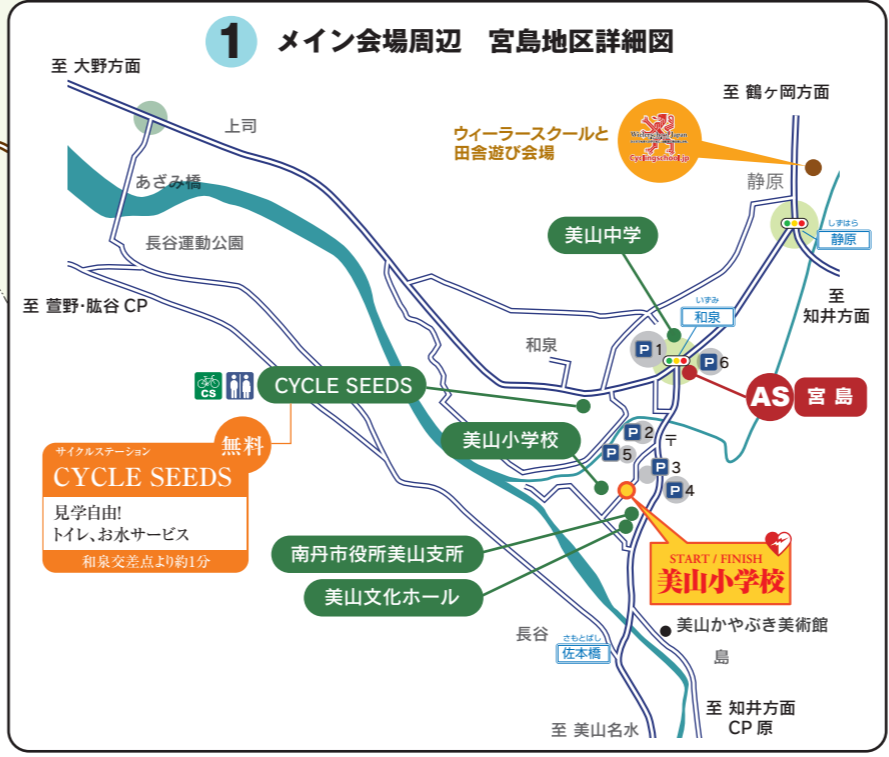 1 メイン会場周辺 宮島地区詳細図
至 大野方面
至 鶴ヶ岡方面
上司
ウィーラースクールと
田舎遊び会場
Wielerschool Japan
Cyclingschool.jp
静原
あざみ橋
しずはら
静原
長谷運動公園
美山中学
至 萱野・肱谷 CP
至
知井方面
いずみ
和泉
和泉
P 1
P 6
CS
CYCLE SEEDS
AS 宮島
無料
サイクルステーション
CYCLE SEEDS
見学自由!
トイレ、お水サービス
和泉交差点より約1分
美山小学校
P 2
〒
P 5
P 3
P 4
南丹市役所美山支所
START / FINISH
美山小学校
美山文化ホール
美山かやぶき美術館
長谷
さもとばし
佐本橋
島
至 美山名水
至 知井方面
CP 原